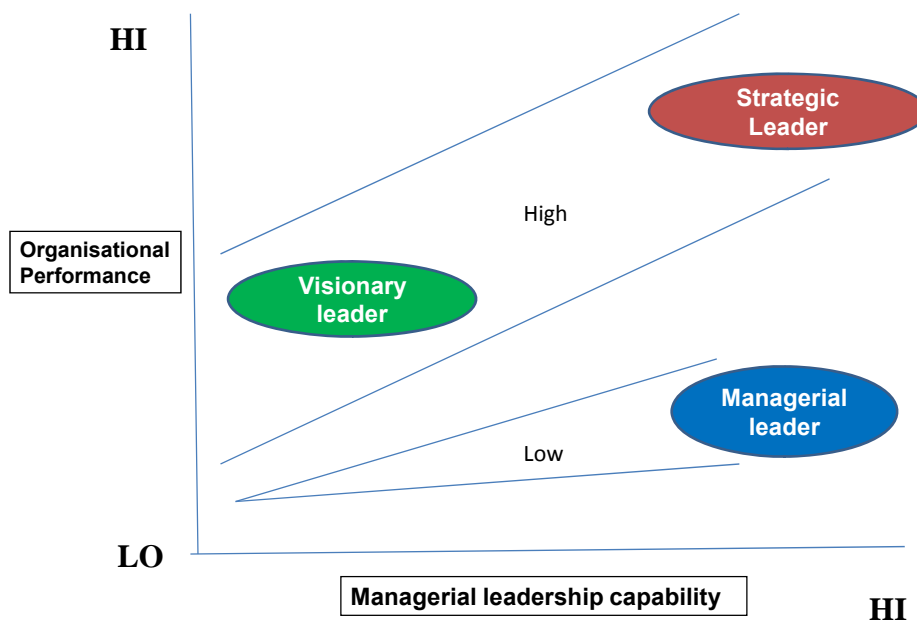 HI
Strategic
Leader
High
Organisational
Performance
Visionary
leader
Managerial
leader
Low
LO
Managerial leadership capability
HI